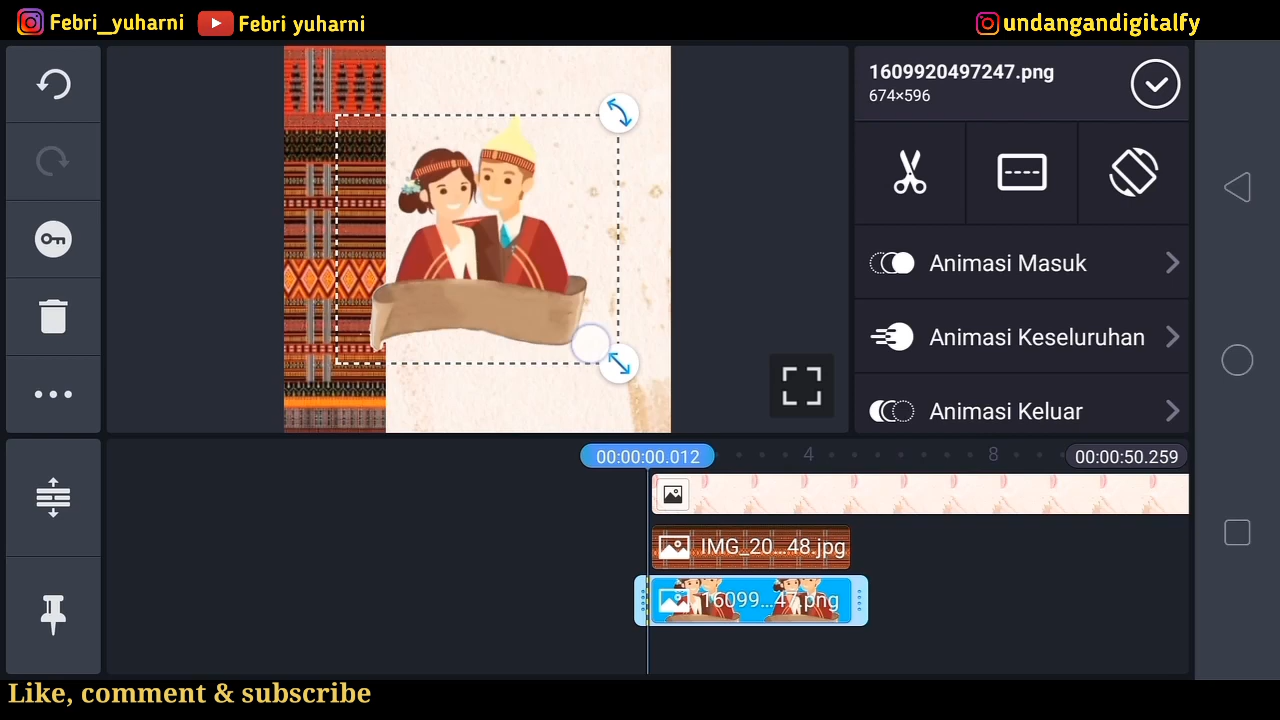 Febri_yuharni
Febri yuharni
undangandigitalfy
1609920497247.png
674×596
Animasi Masuk
Animasi Keseluruhan
Animasi Keluar
00:00:00.012
4
8
00:00:50.259
IMG_20...48.jpg
16099...47.png
Like, comment & subscribe